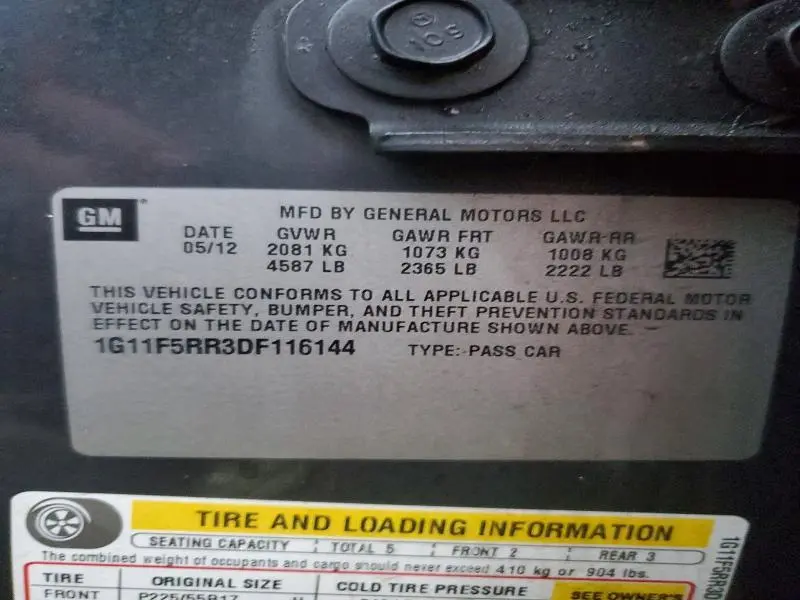 10S
GM
MFD BY GENERAL MOTORS LLC
DATE GVWR GAWR FRT GAWR RR
05/12 2081 KG 1073 KG 1008 KG
4587 LB 2365 LB 2222 LB
THIS VEHICLE CONFORMS TO ALL APPLICABLE U.S. FEDERAL MOTOR
VEHICLE SAFETY, BUMPER, AND THEFT PREVENTION STANDARDS IN
EFFECT ON THE DATE OF MANUFACTURE SHOWN ABOVE.
1G11F5RR3DF116144 TYPE: PASS CAR
TIRE AND LOADING INFORMATION
SEATING CAPACITY TOTAL 5 FRONT 2 REAR 3
The combined weight of occupants and cargo should never exceed 410 kg or 904 lbs.
TIRE ORIGINAL SIZE COLD TIRE PRESSURE SEE OWNER'S
FRONT P225/55R17
1G11F5RR3D